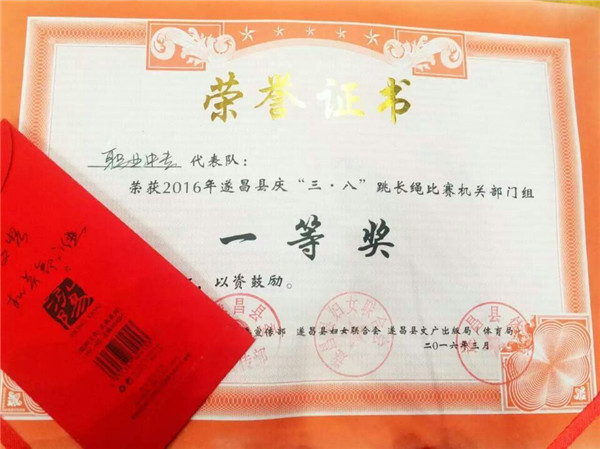 荣誉证书
职业中专 代表队：
荣获2016年遂昌县庆“三·八”跳长绳比赛机关部门组
一等奖
，以资鼓励。
宣传部 遂昌县妇女联合会 遂昌县文广出版局（体育局）
二〇一六年三月